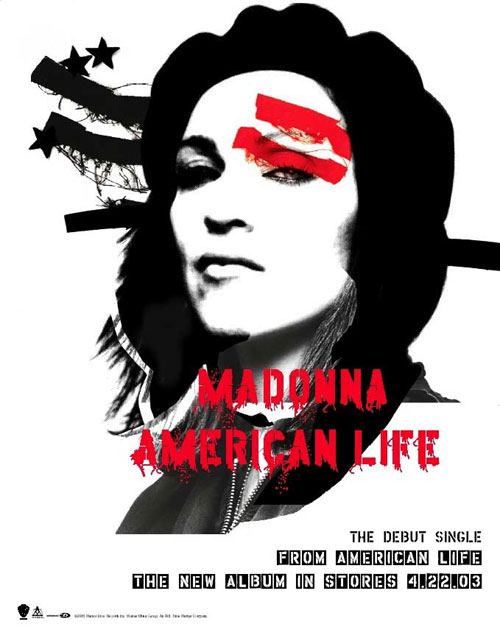 MADONNA
AMERICAN LIFE
THE DEBUT SINGLE
FROM AMERICAN LIFE
THE NEW ALBUM IN STORES 4.22.03